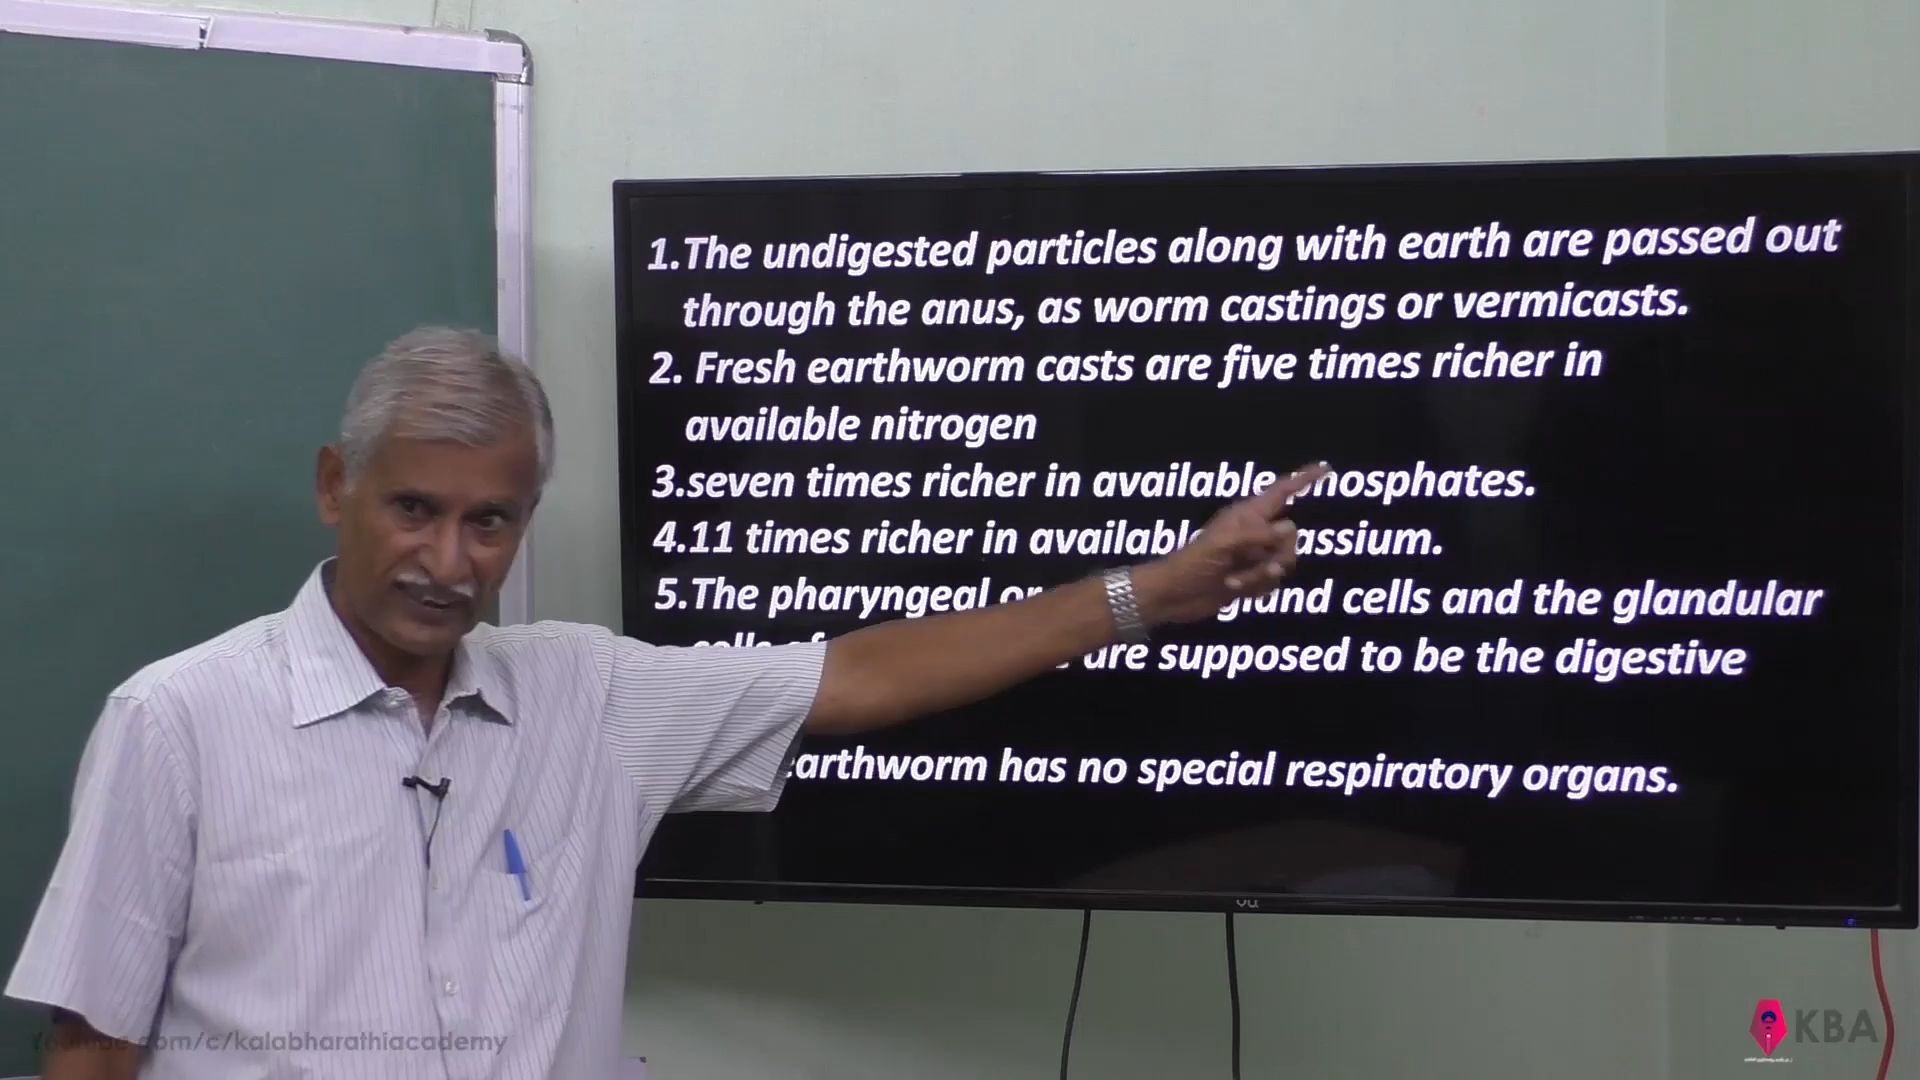 1.The undigested particles along with earth are passed out
through the anus, as worm castings or vermicasts.
2. Fresh earthworm casts are five times richer in
available nitrogen
3.seven times richer in available phosphates.
4.11 times richer in available
5.The pharyngeal gland cells and the glandular
are supposed to be the digestive
earthworm has no special respiratory organs.
Youtube.com/c/kalabharathiacademy
KBA